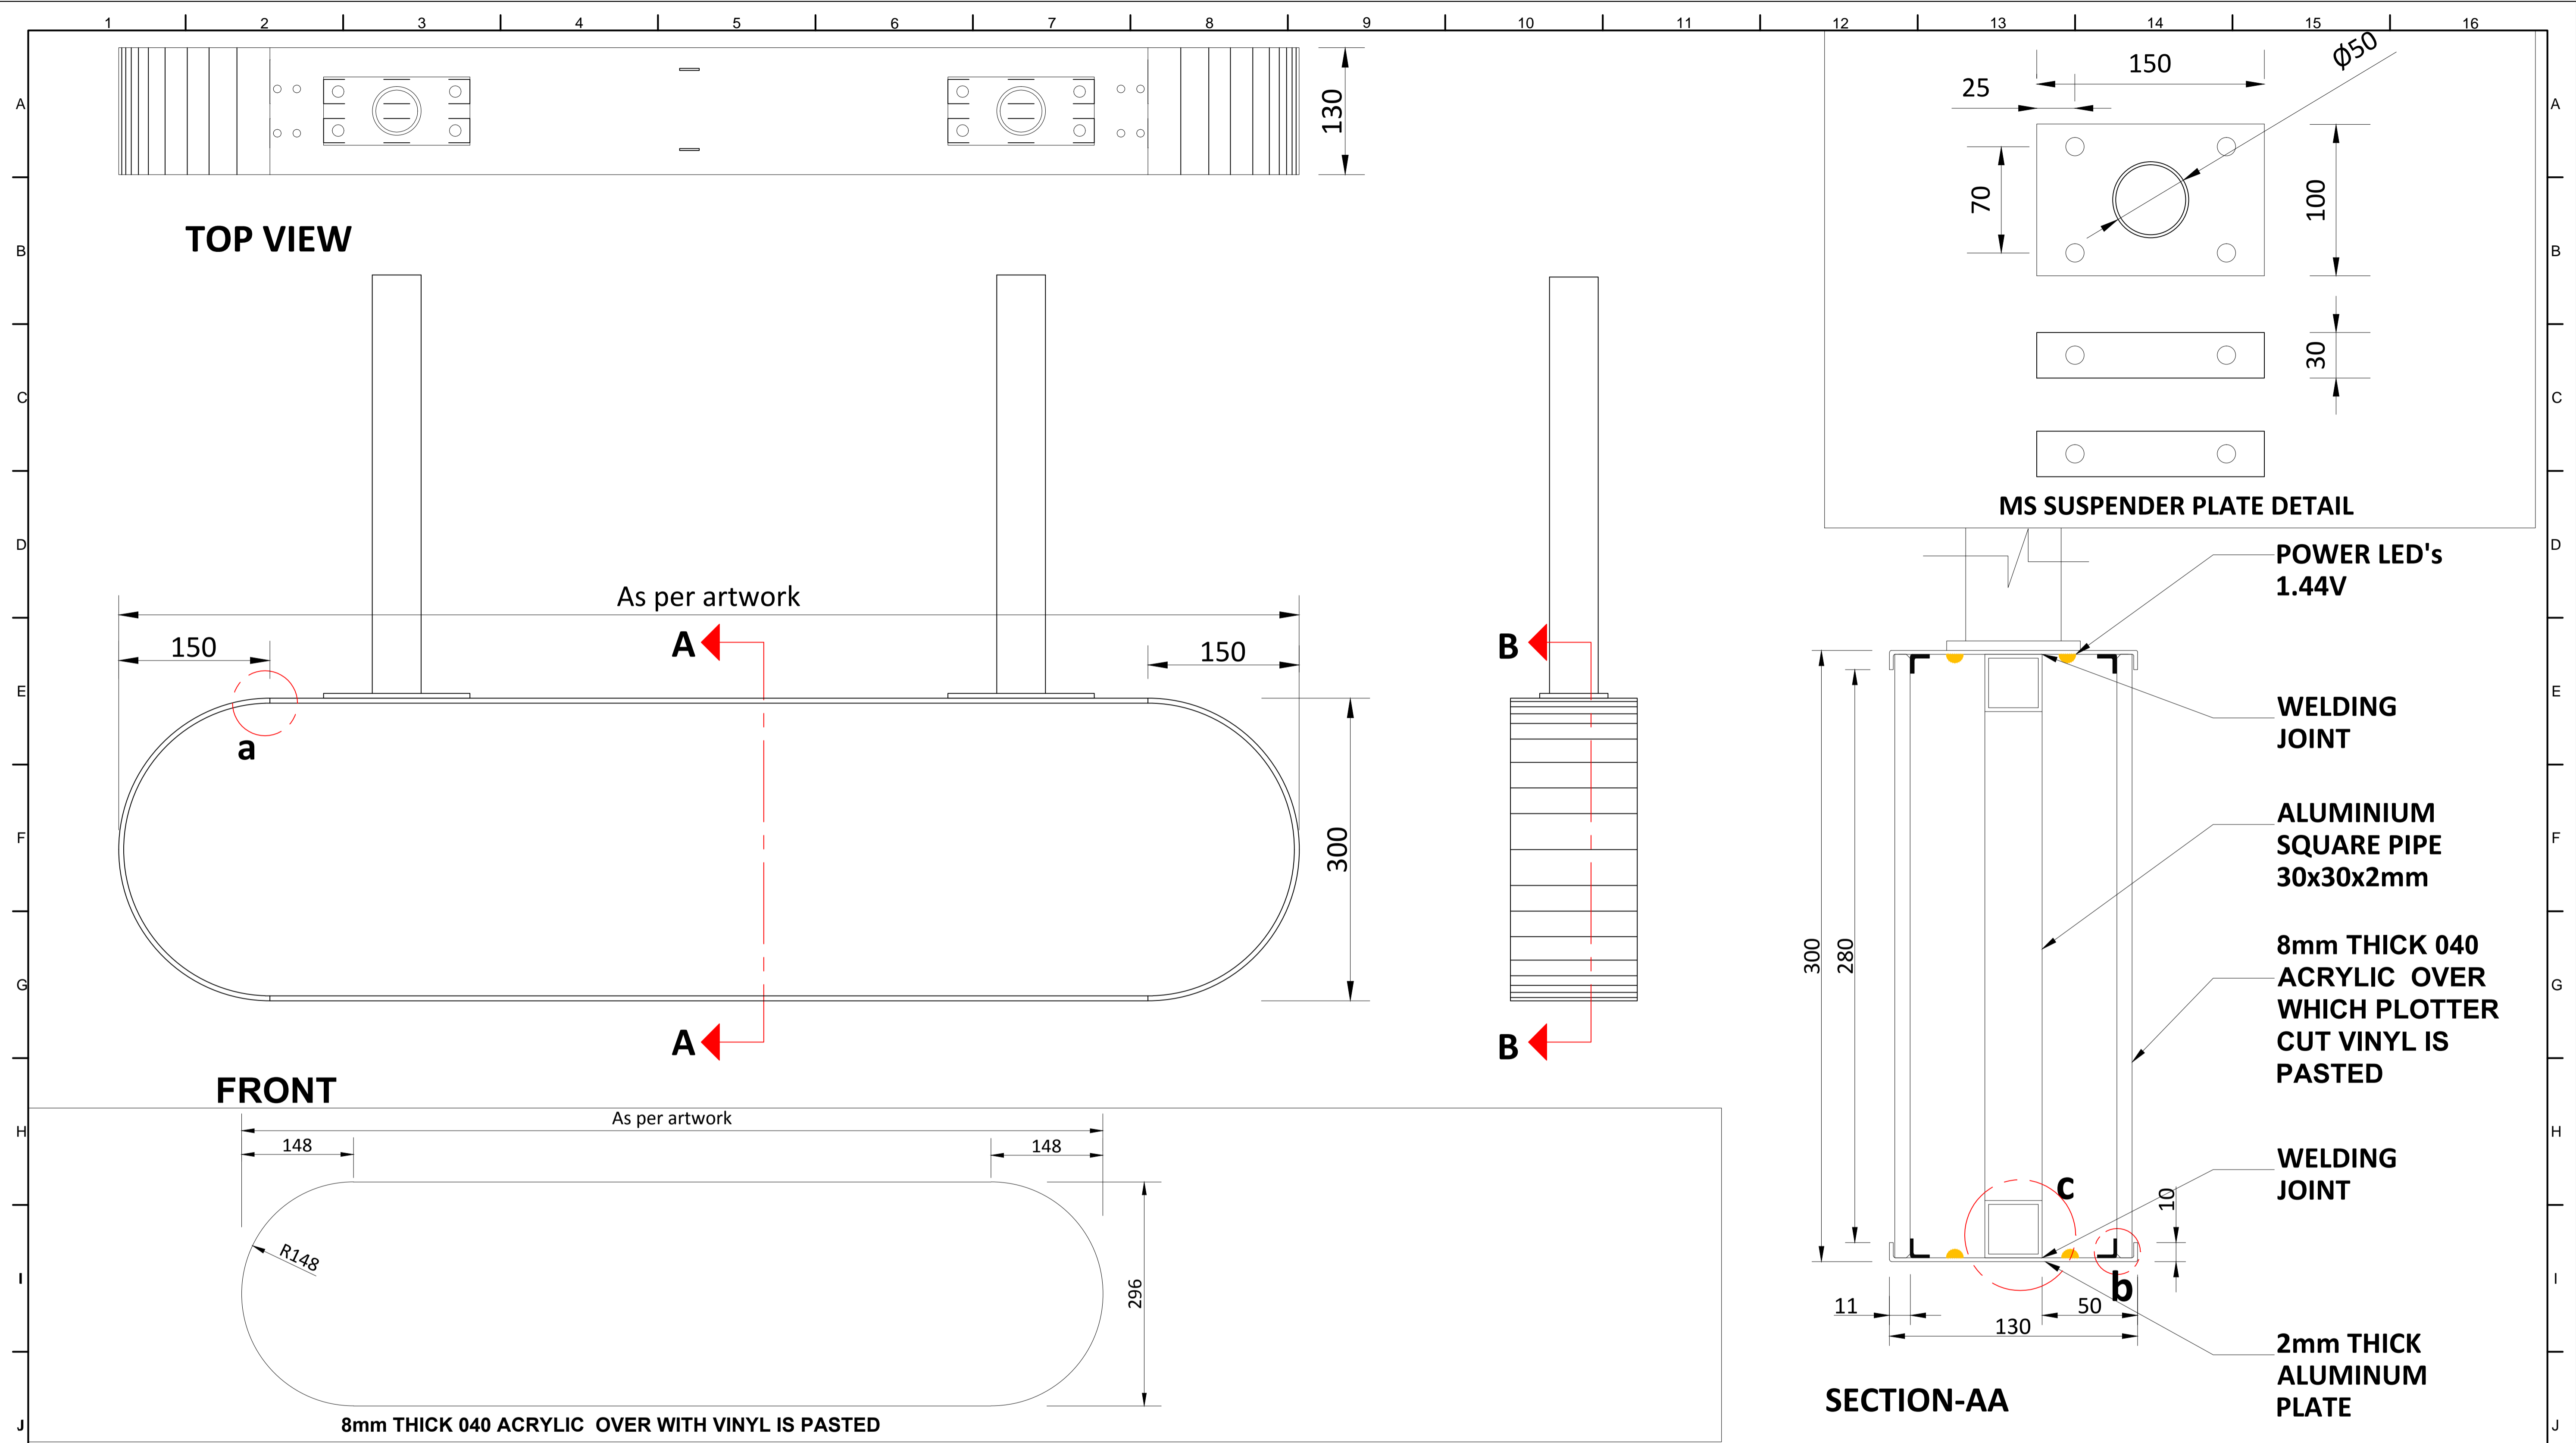 1 2 3 4 5 6 7 8 9 10 11 12 13 14 15 16
A
B
C
D
E
F
G
H
I
J
A
B
C
D
E
F
G
H
I
J
130
TOP VIEW
As per artwork
150
150
a
A
A
300
B
B
FRONT
As per artwork
148
148
R148
296
8mm THICK 040 ACRYLIC OVER WITH VINYL IS PASTED
150
Ø50
25
70
100
30
MS SUSPENDER PLATE DETAIL
POWER LED's
1.44V
WELDING
JOINT
ALUMINIUM
SQUARE PIPE
30x30x2mm
8mm THICK 040
ACRYLIC OVER
WHICH PLOTTER
CUT VINYL IS
PASTED
WELDING
JOINT
2mm THICK
ALUMINUM
PLATE
300
280
c
10
b
11
50
130
SECTION-AA